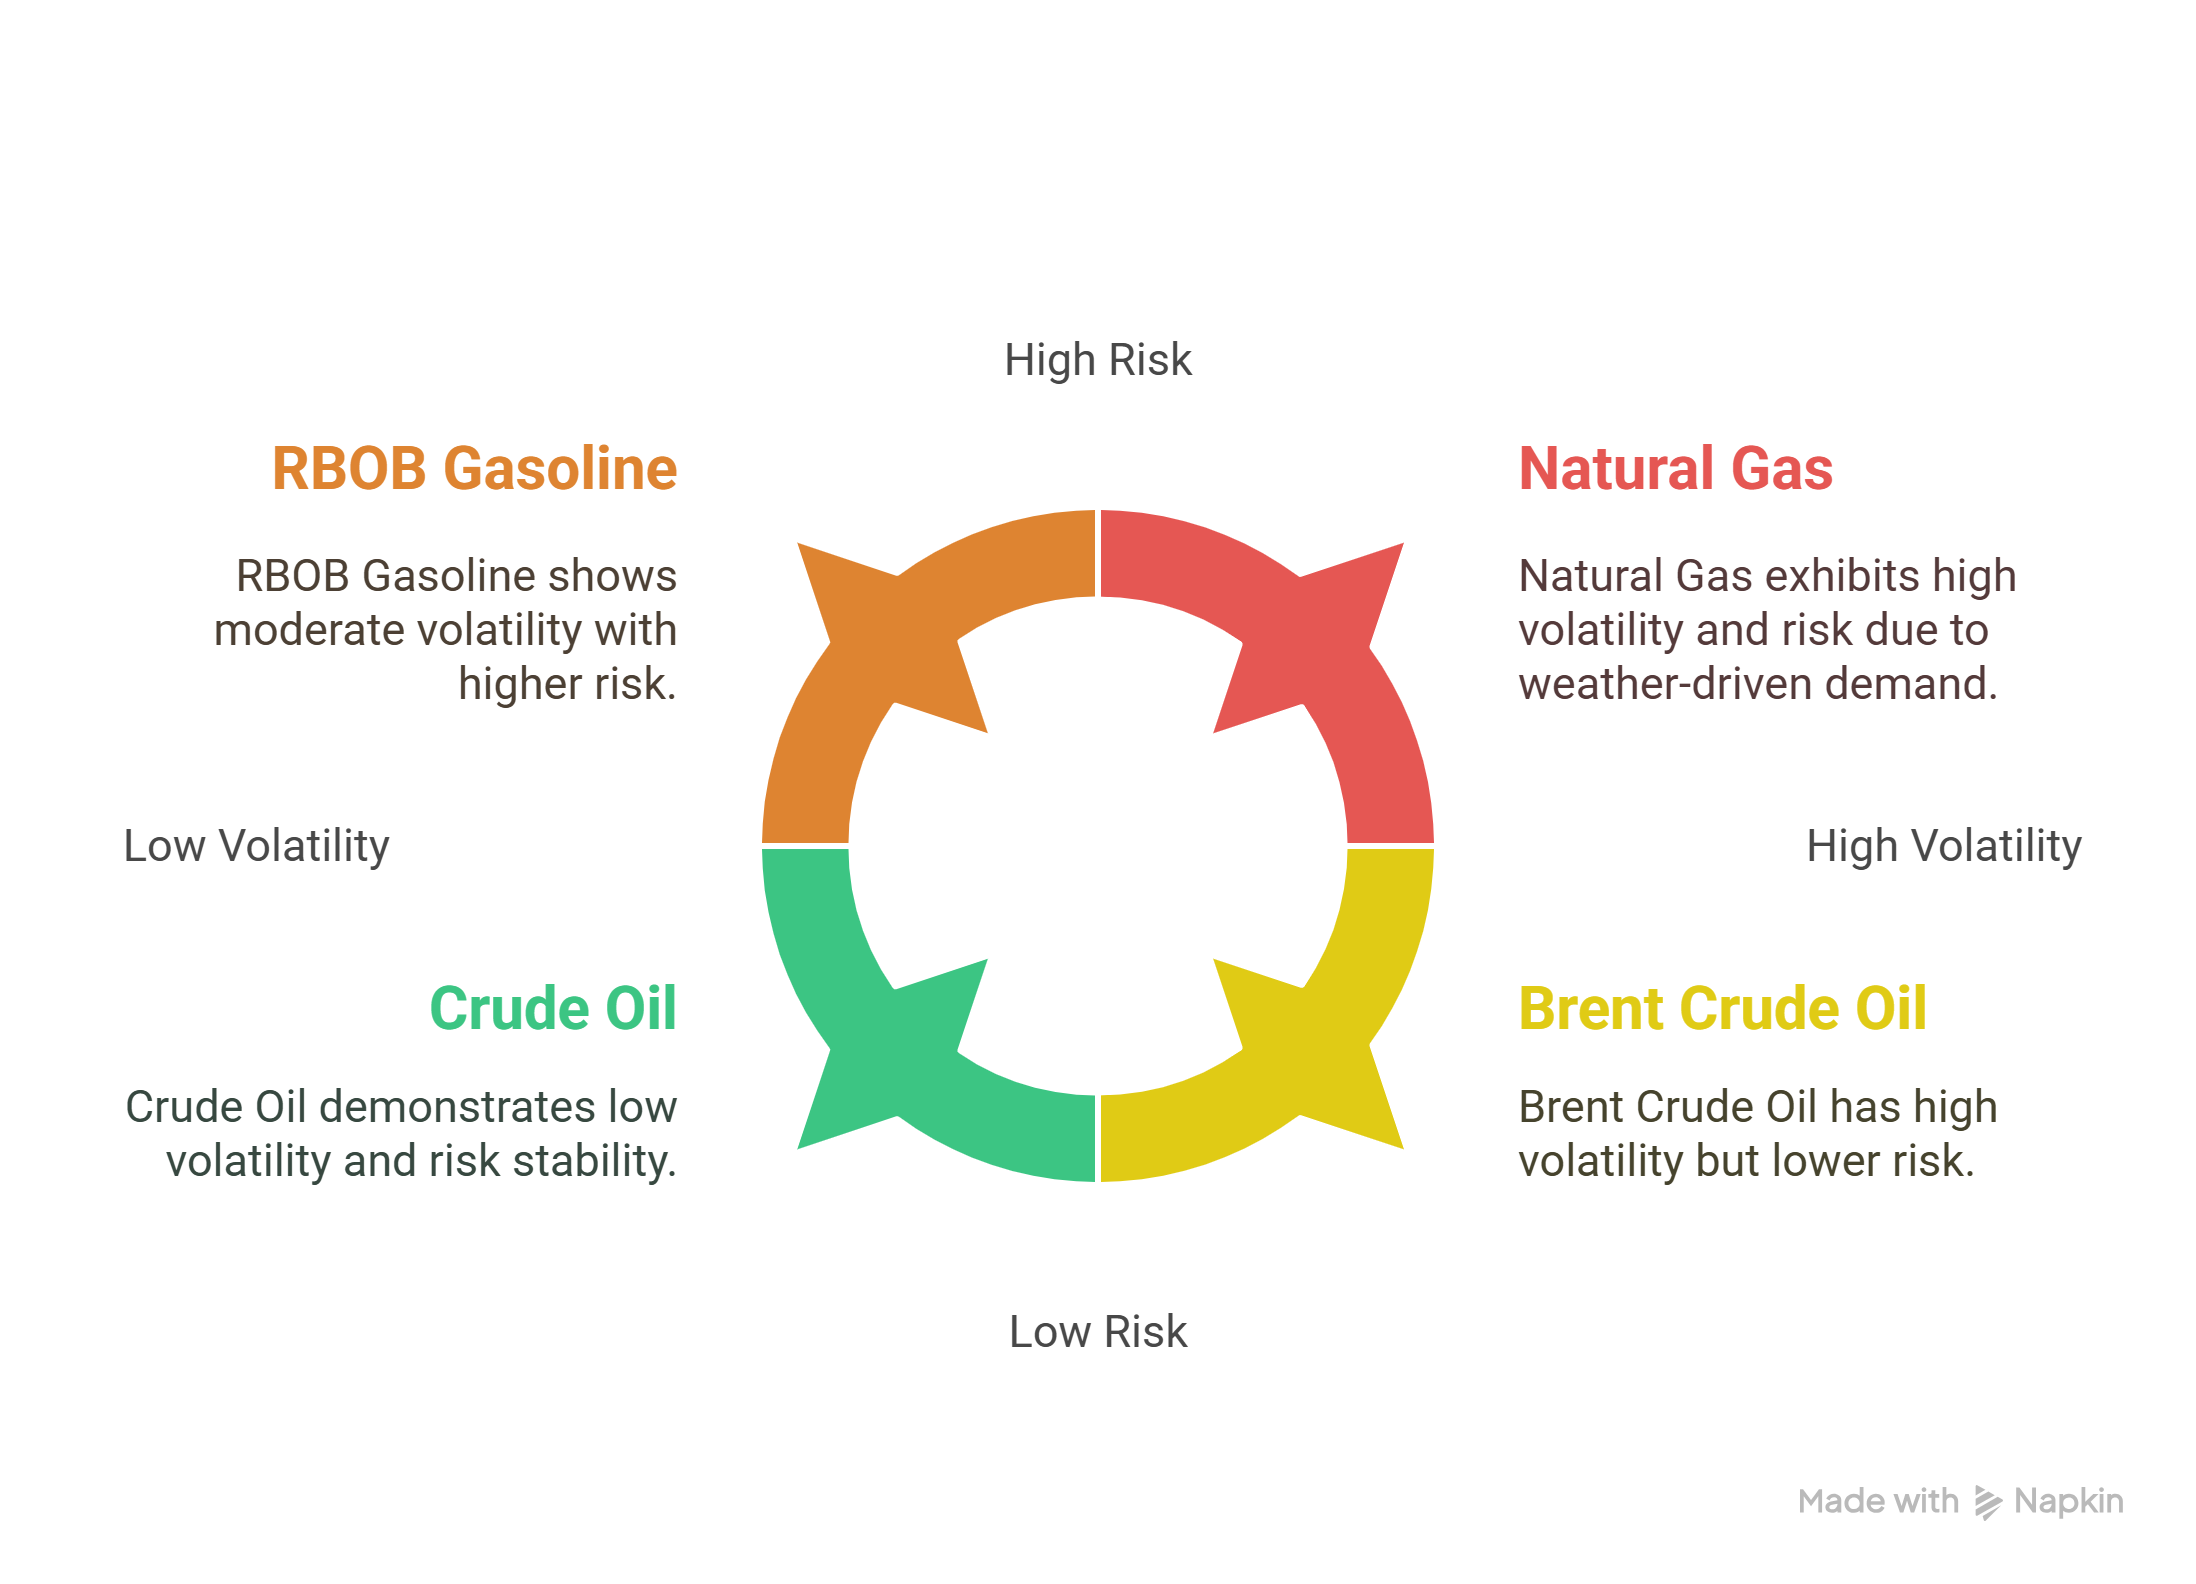 High Risk
RBOB Gasoline
RBOB Gasoline shows
moderate volatility with
higher risk.
Natural Gas
Natural Gas exhibits high
volatility and risk due to
weather-driven demand.
Low Volatility
High Volatility
Crude Oil
Crude Oil demonstrates low
volatility and risk stability.
Brent Crude Oil
Brent Crude Oil has high
volatility but lower risk.
Low Risk
Made with Napkin